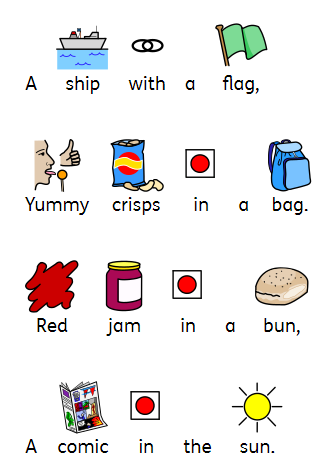 A ship with a flag,
Yummy crisps in a bag.
Red jam in a bun,
A comic in the sun.